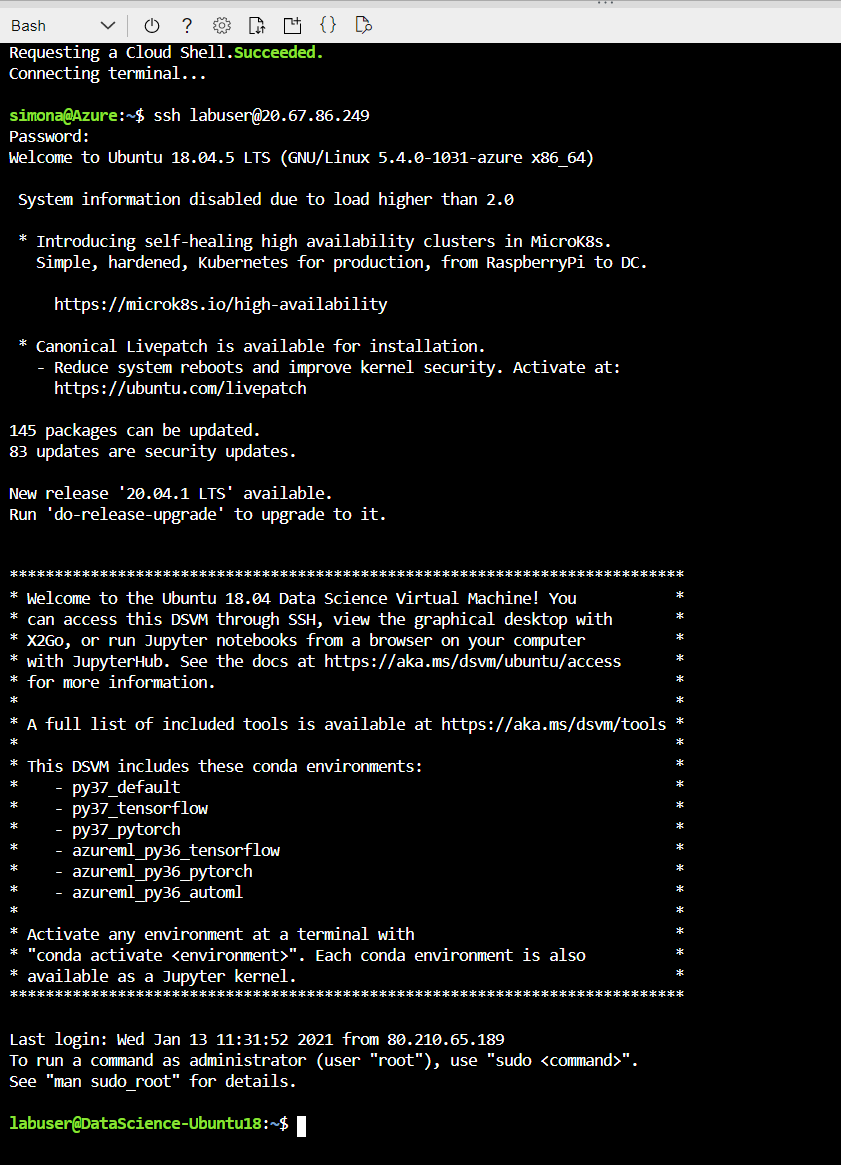 Bash
Requesting a Cloud Shell.Succeeded.
Connecting terminal...
simona@Azure:~$ ssh labuser@20.67.86.249
Password:
Welcome to Ubuntu 18.04.5 LTS (GNU/Linux 5.4.0-1031-azure x86_64)
System information disabled due to load higher than 2.0
* Introducing self-healing high availability clusters in MicroK8s.
Simple, hardened, Kubernetes for production, from RaspberryPi to DC.
https://microk8s.io/high-availability
* Canonical Livepatch is available for installation.
- Reduce system reboots and improve kernel security. Activate at:
https://ubuntu.com/livepatch
145 packages can be updated.
83 updates are security updates.
New release '20.04.1 LTS' available.
Run 'do-release-upgrade' to upgrade to it.
***************************************************************************
* Welcome to the Ubuntu 18.04 Data Science Virtual Machine! You *
* can access this DSVM through SSH, view the graphical desktop with *
* X2Go, or run Jupyter notebooks from a browser on your computer *
* with JupyterHub. See the docs at https://aka.ms/dsvm/ubuntu/access *
* for more information. *
* *
* A full list of included tools is available at https://aka.ms/dsvm/tools *
* *
* This DSVM includes these conda environments: *
* - py37_default *
* - py37_tensorflow *
* - py37_pytorch *
* - azureml_py36_tensorflow *
* - azureml_py36_pytorch *
* - azureml_py36_automl *
* *
* Activate any environment at a terminal with *
* "conda activate <environment>". Each conda environment is also *
* available as a Jupyter kernel. *
***************************************************************************
Last login: Wed Jan 13 11:31:52 2021 from 80.210.65.189
To run a command as administrator (user "root"), use "sudo <command>".
See "man sudo_root" for details.
labuser@DataScience-Ubuntu18:~$